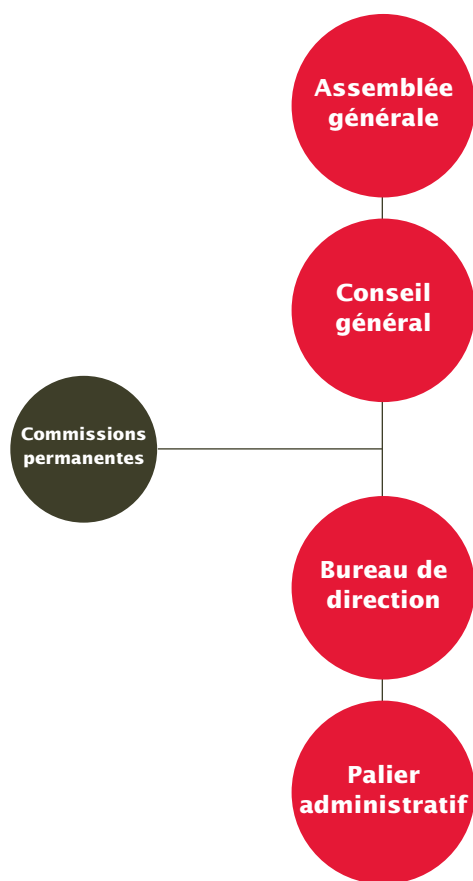 Assemblée
générale
Conseil
général
Commissions
permanentes
Bureau de
direction
Palier
administratif